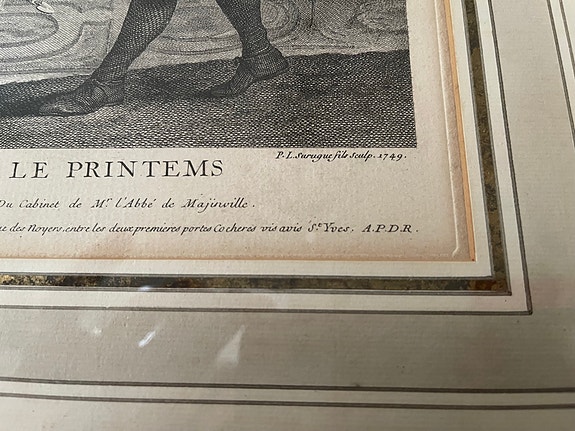 P. L. Surugue fils Sculp. 1749.
LE PRINTEMS
Du Cabinet de Mr. l'Abbé de Majinville.
des Noyers, entre les deux premieres portes Cocheres vis avis St. Yves. A.P.D.R.